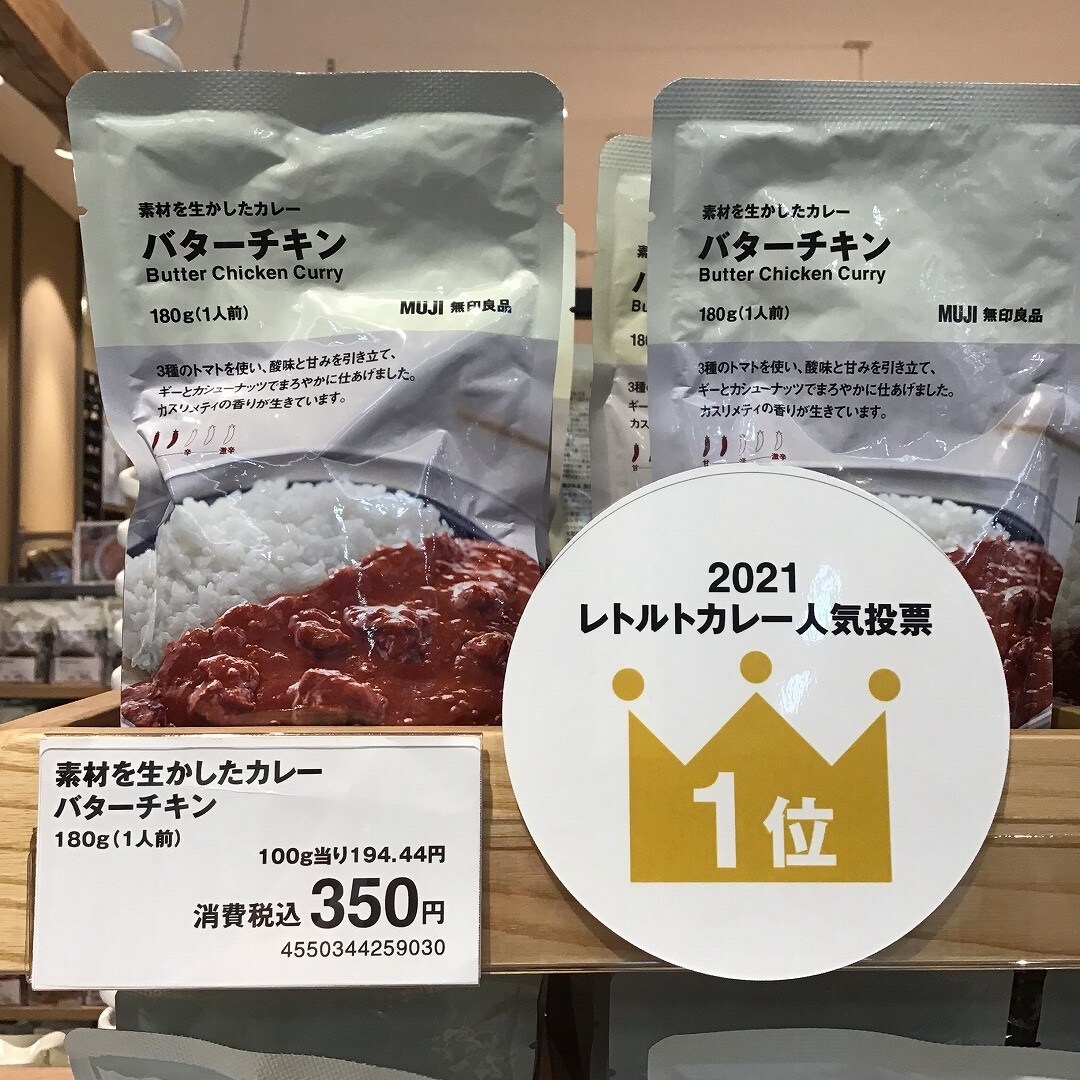 素材を生かしたカレー
バターチキン
Butter Chicken Curry
180g(1人前)
MUJI 無印良品
3種のトマトを使い、酸味と甘みを引き立て、
ギーとカシューナッツでまろやかに仕あげました。
カスリメティの香りが生きています。
辛 激辛
素材を生かしたカレー
バターチキン
Butter Chicken Curry
180g(1人前)
MUJI 無印良品
3種のトマトを使い、酸味と甘みを引き立て、
ギーとカシューナッツでまろやかに仕あげました。
カスリメティの香りが生きています。
甘 辛 激辛
2021
レトルトカレー人気投票
1位
素材を生かしたカレー
バターチキン
180g(1人前)
100g当り194.44円
消費税込 350円
4550344259030